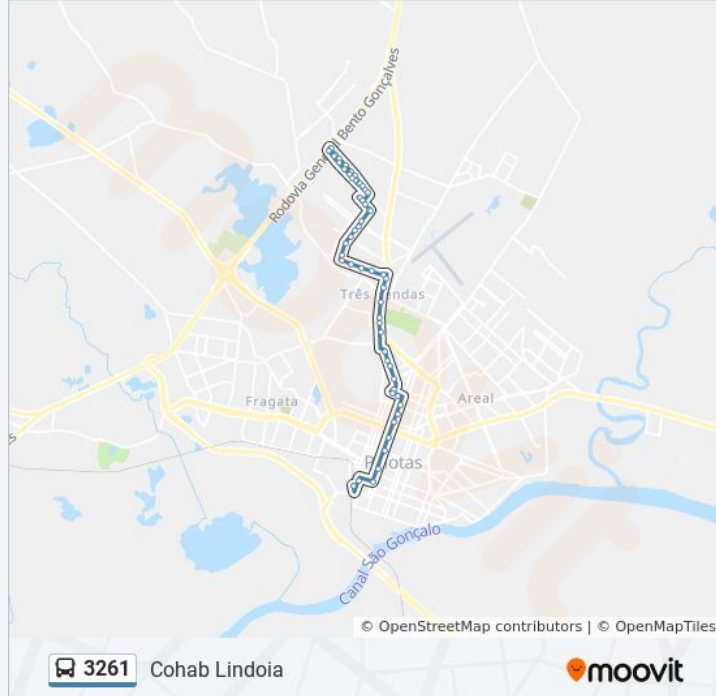 Rodovia General Bento Gonçalves
Três Vendas
Fragata
Areal
Pelotas
s
Canal São Gonçalo
© OpenStreetMap contributors | © OpenMapTiles
3261 Cohab Lindoia
moovit